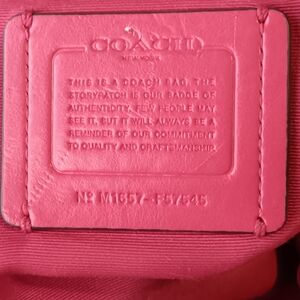 COACH
NEW YORK
THIS IS A COACH BAG. THE
STORYPATCH IS OUR BADGE OF
AUTHENTICITY. FEW PEOPLE MAY
SEE IT, BUT IT WILL ALWAYS BE A
REMINDER OF OUR COMMITMENT
TO QUALITY AND CRAFTSMANSHIP.
Nº M1657-F57545